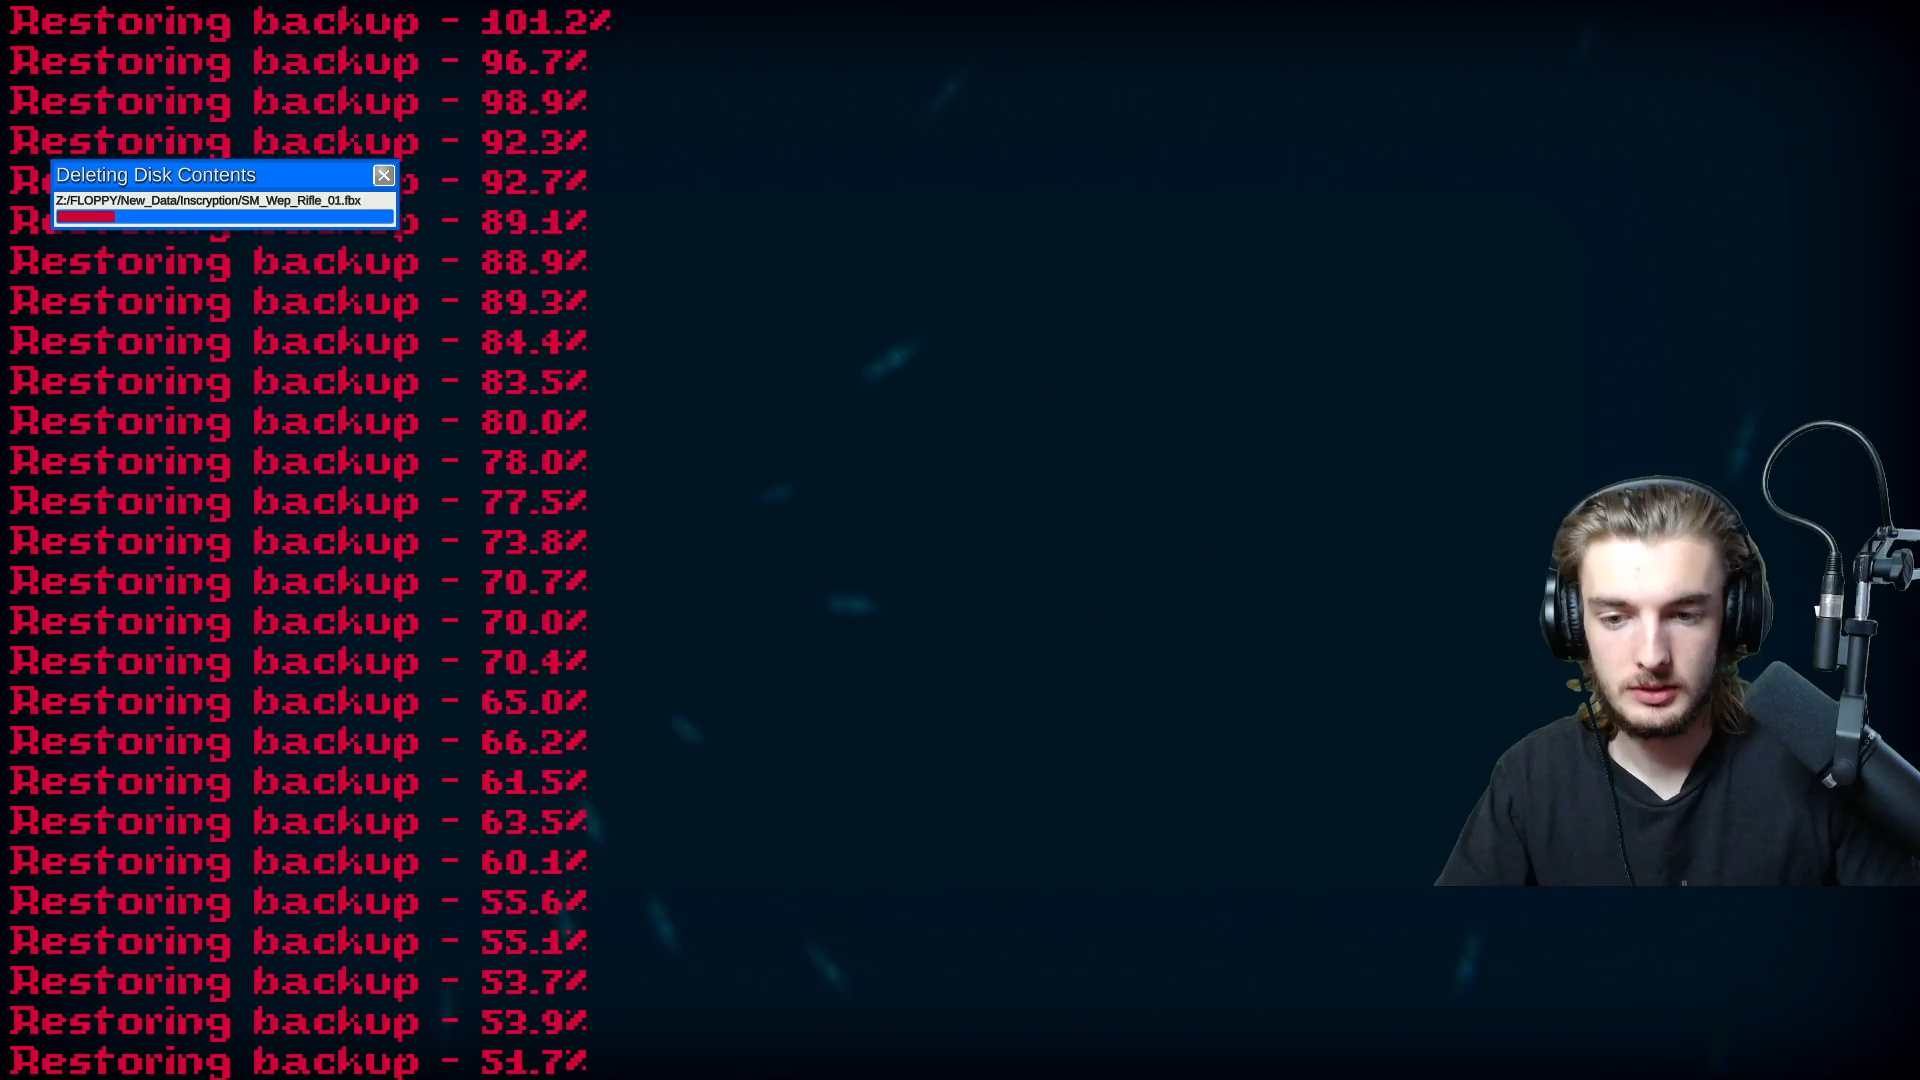 Restoring backup - 101.2%
Restoring backup - 96.7%
Restoring backup - 98.9%
Restoring backup - 92.3%
Deleting Disk Contents
92.7%
Z:/FLOPPY/New_Data/Inscryption/SM_Wep_Rifle_01.fbx
89.1%
Restoring backup - 88.9%
Restoring backup - 89.3%
Restoring backup - 84.4%
Restoring backup - 83.5%
Restoring backup - 80.0%
Restoring backup - 78.0%
Restoring backup - 77.5%
Restoring backup - 73.8%
Restoring backup - 70.7%
Restoring backup - 70.0%
Restoring backup - 70.4%
Restoring backup - 65.0%
Restoring backup - 66.2%
Restoring backup - 61.5%
Restoring backup - 63.5%
Restoring backup - 60.1%
Restoring backup - 55.6%
Restoring backup - 55.1%
Restoring backup - 53.7%
Restoring backup - 53.9%
Restoring backup - 51.7%